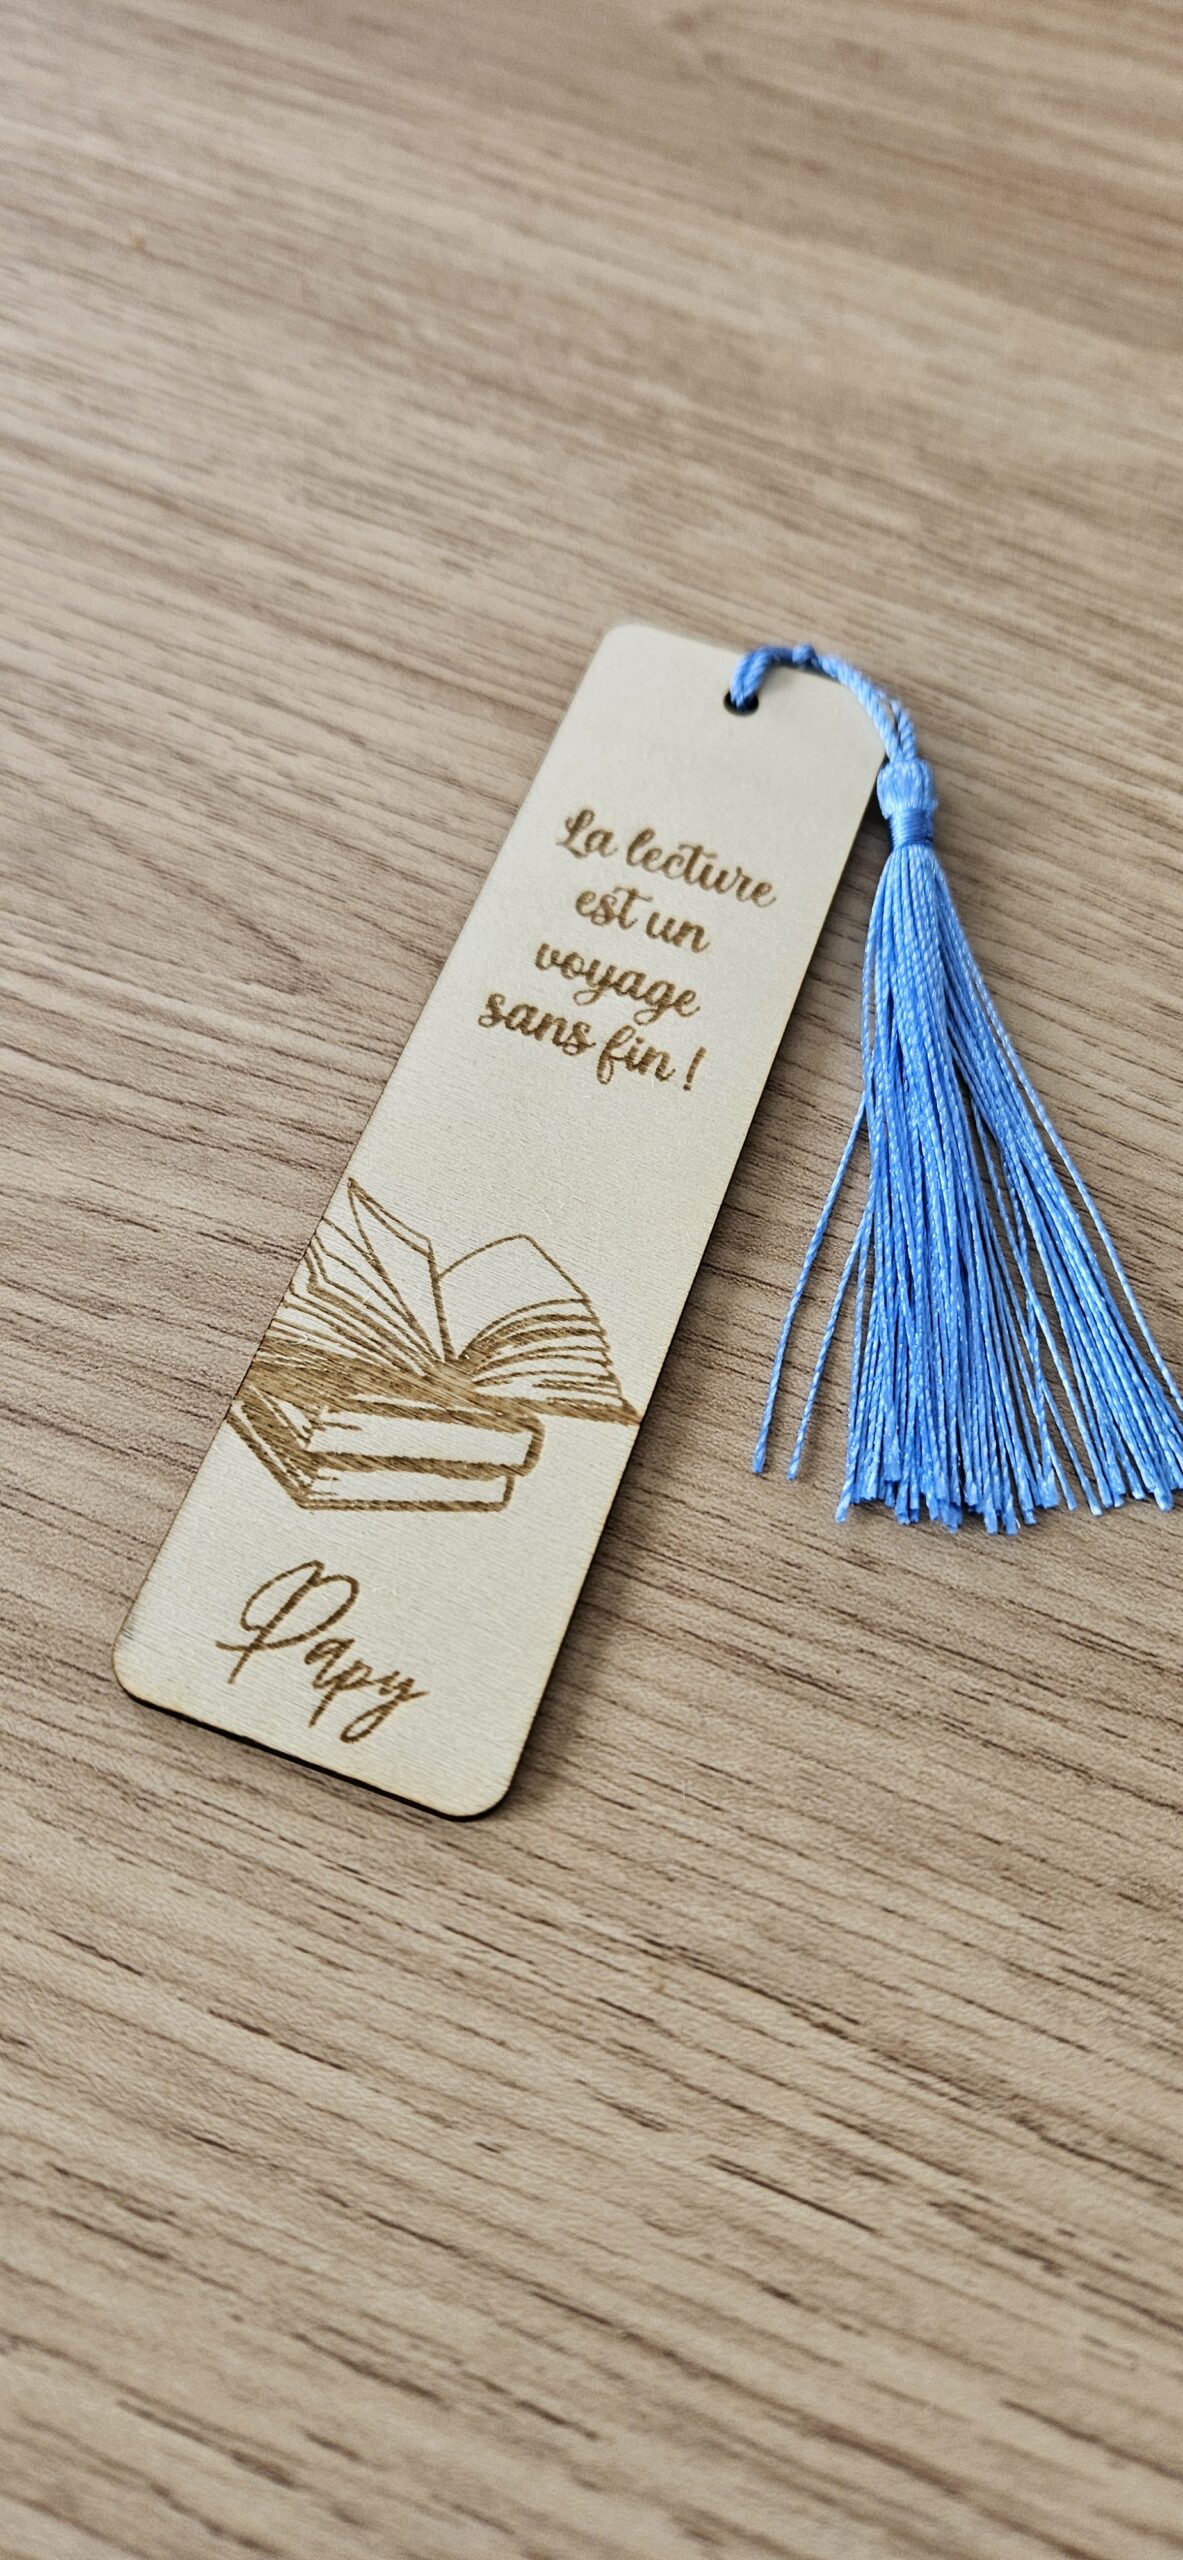 La lecture
est un
voyage
sans fin !
Papy